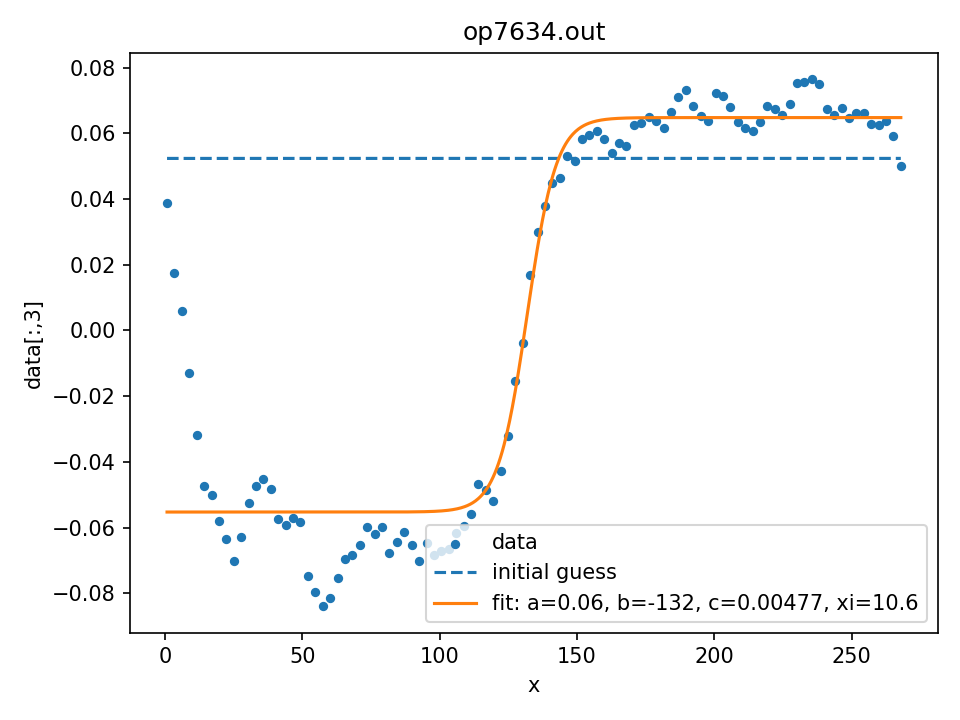 op7634.out
0.08
0.06
0.04
0.02
0.00
−0.02
−0.04
−0.06
−0.08
data[:,3]
data
initial guess
fit: a=0.06, b=-132, c=0.00477, xi=10.6
0 50 100 150 200 250
x